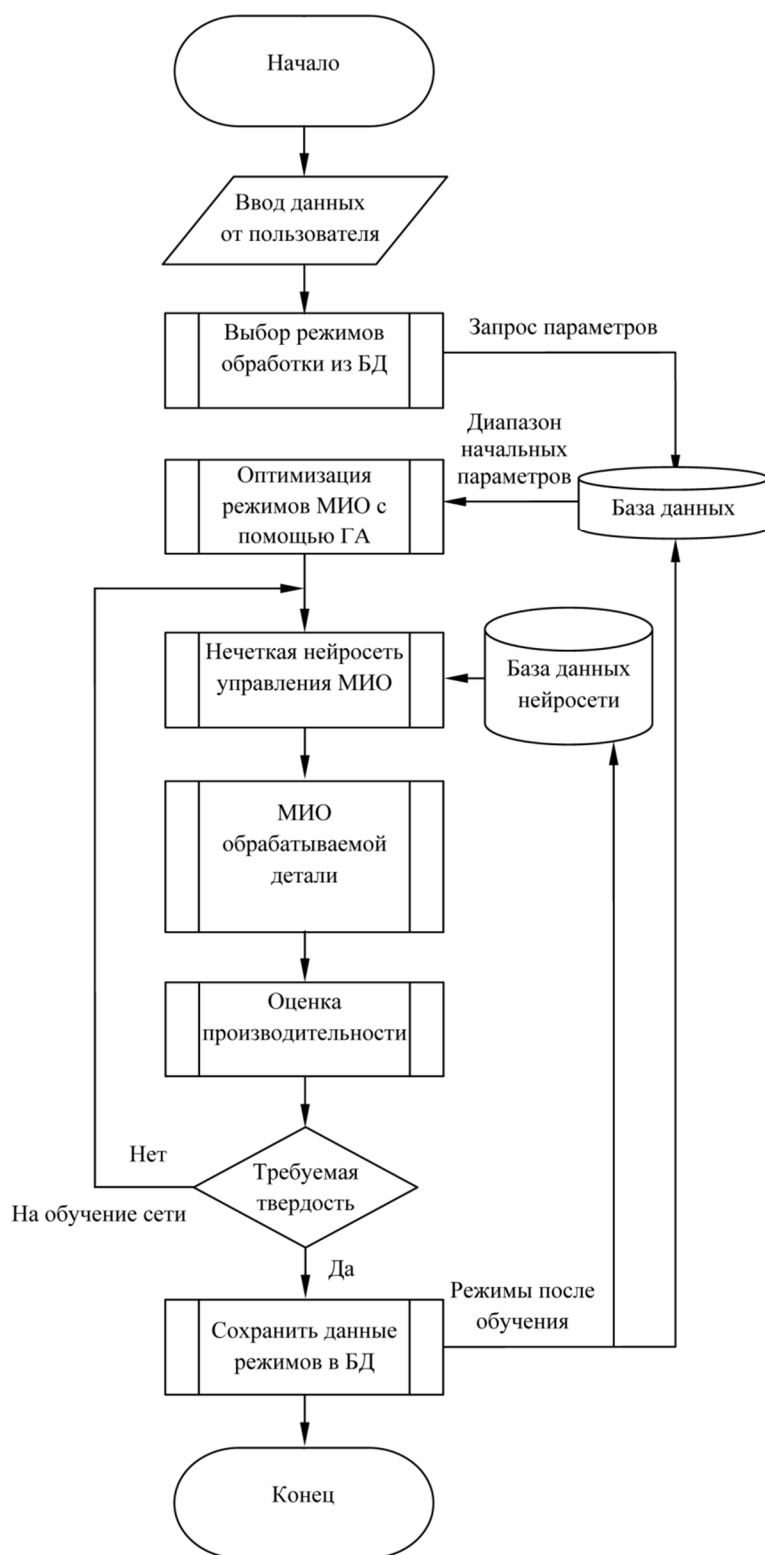 Начало
Ввод данных
от пользователя
Выбор режимов
обработки из БД
Запрос параметров
Диапазон
начальных
параметров
Оптимизация
режимов МИО с
помощью ГА
База данных
Нечеткая нейросеть
управления МИО
База данных
нейросети
МИО
обрабатываемой
детали
Оценка
производительности
Нет
Требуемая
твердость
На обучение сети
Да
Режимы после
обучения
Сохранить данные
режимов в БД
Конец